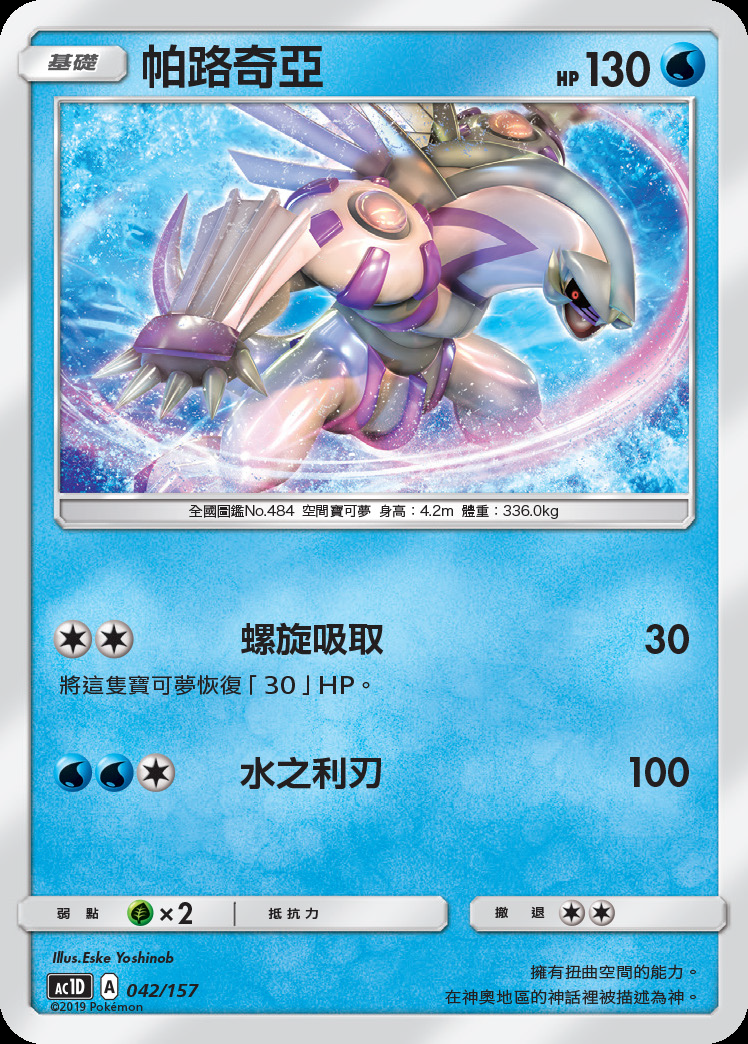 基礎 帕路奇亞 HP 130
全國圖鑑No.484 空間寶可夢 身高：4.2m 體重：336.0kg
螺旋吸取 30
將這隻寶可夢恢復「30」HP。
水之利刃 100
弱點 ×2 抵抗力 撤退
Illus.Eske Yoshinob
擁有扭曲空間的能力。
AC1D A 042/157
在神奧地區的神話裡被描述為神。
©2019 Pokémon